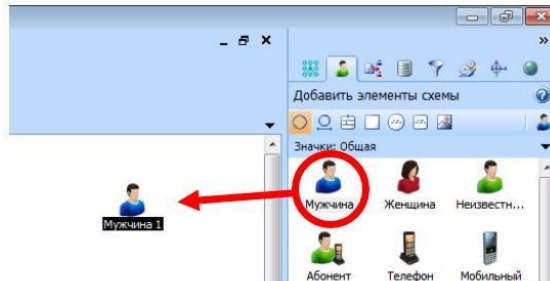 Добавить элементы схемы
Значки: Общая
Мужчина Женщина Неизвестн...
Мужчина 1
Абонент Телефон Мобильный